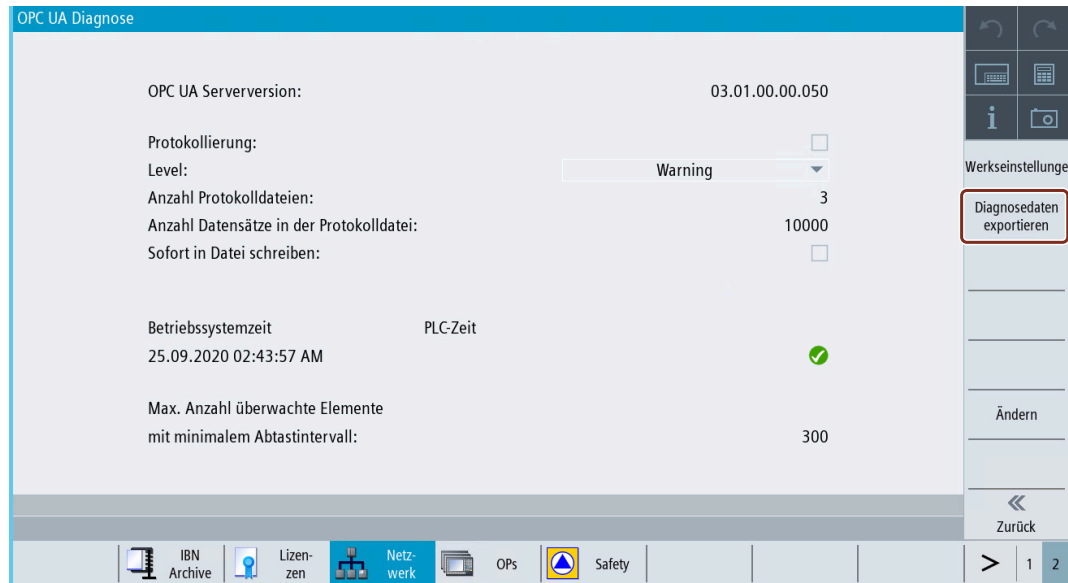 OPC UA Diagnose
OPC UA Serverversion: 03.01.00.00.050
Protokollierung:
Level: Warning
Anzahl Protokolldateien: 3
Anzahl Datensätze in der Protokolldatei: 10000
Sofort in Datei schreiben:
Betriebssystemzeit PLC-Zeit
25.09.2020 02:43:57 AM
Max. Anzahl überwachte Elemente
mit minimalem Abtastintervall: 300
i
Werkseinstellunge
Diagnosedaten
exportieren
Ändern
Zurück
IBN
Archive
Lizen-
zen
Netz-
werk
OPs
Safety
> 1 2